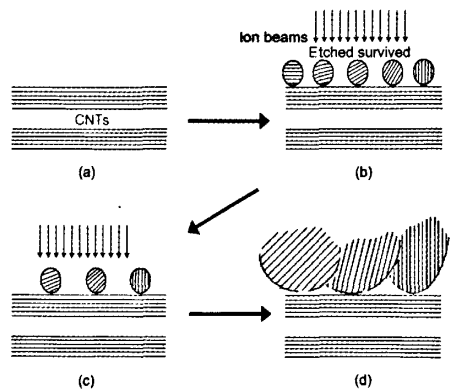 Ion beams
Etched survived
CNTs
(a)
(b)
(c)
(d)